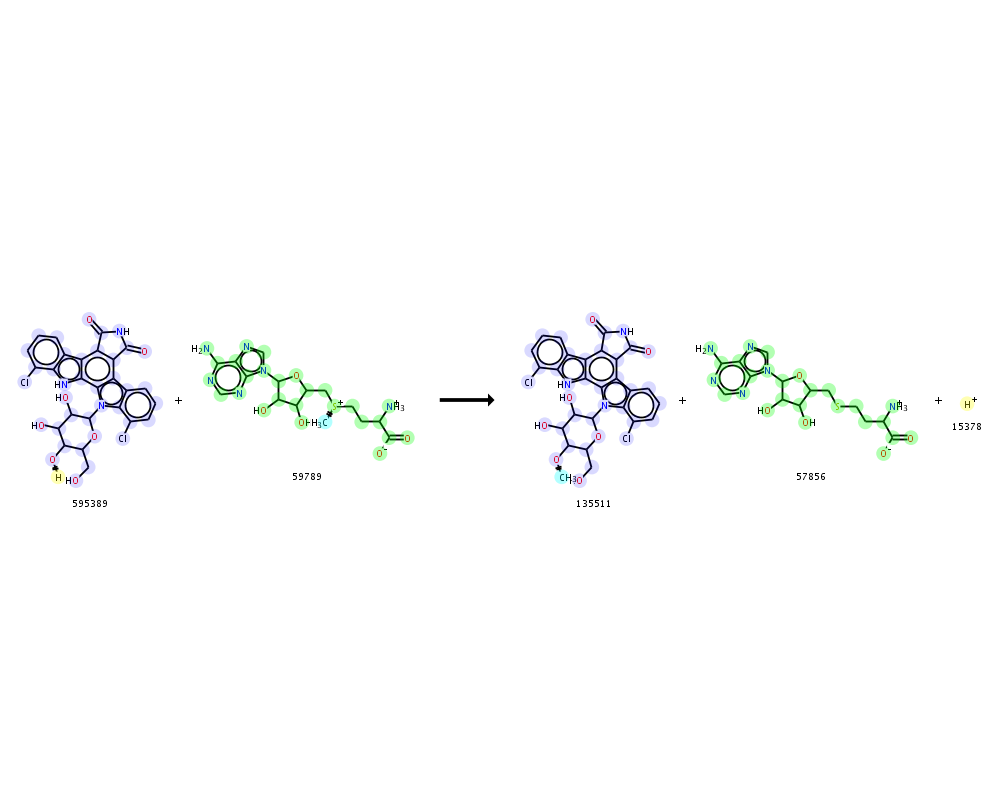 O NH O Cl HN HO HO O N Cl O H HO
+
H₂N N N N N N O HO OH H₃C S⁺ NH₃⁺ O O⁻
O NH O Cl HN HO HO O N Cl O CH₃ HO
+
H₂N N N N N N O HO OH S NH₃⁺ O O⁻
+
H⁺
595389
59789
135511
57856
15378